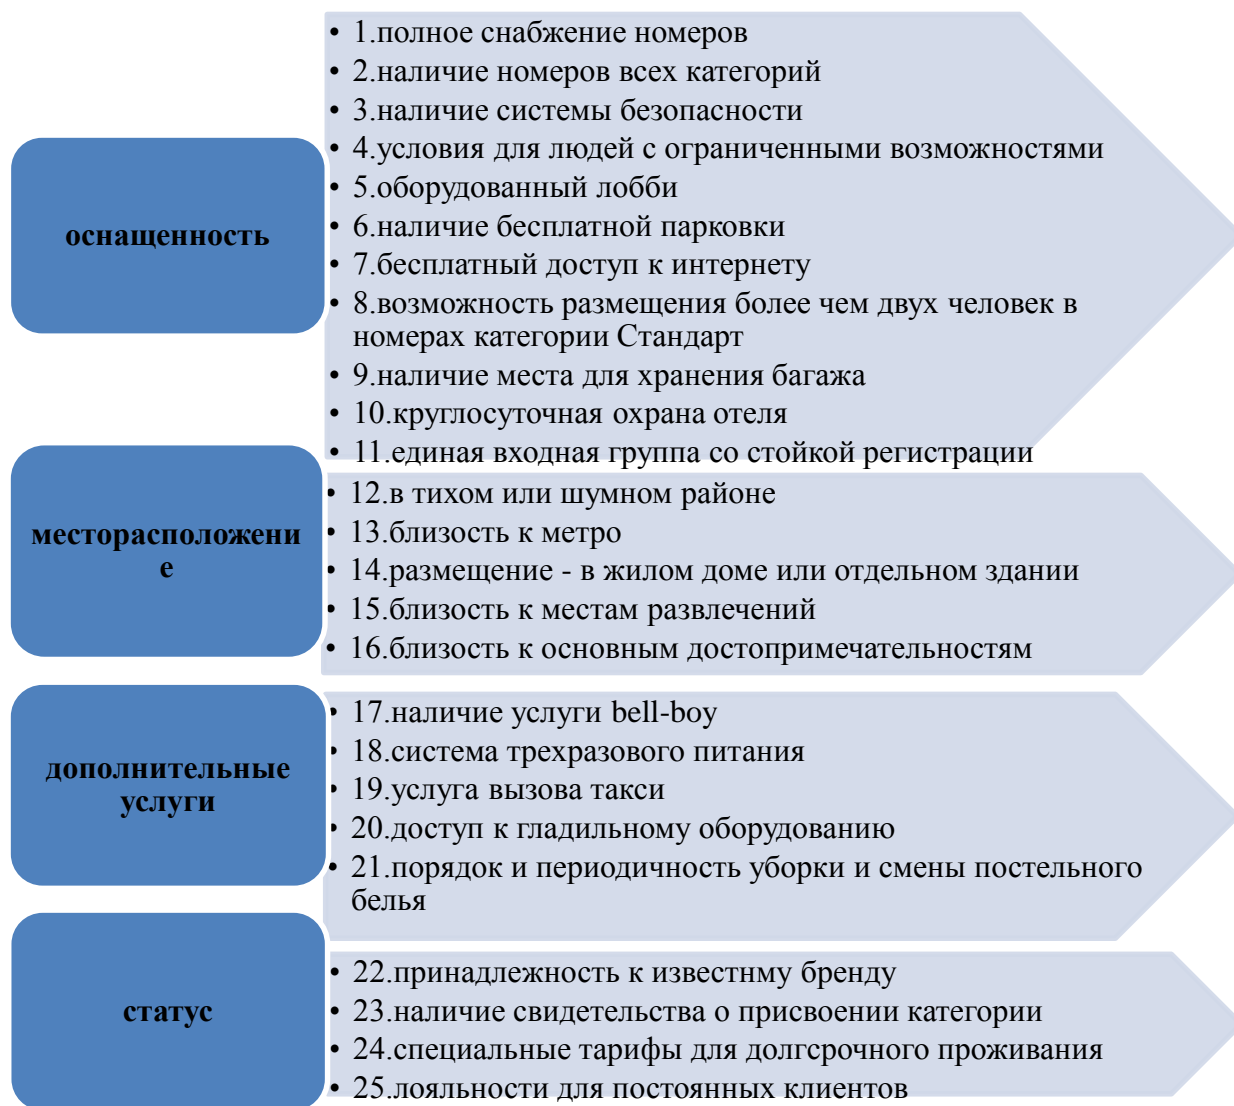 оснащенность
• 1.полное снабжение номеров
• 2.наличие номеров всех категорий
• 3.наличие системы безопасности
• 4.условия для людей с ограниченными возможностями
• 5.оборудованный лобби
• 6.наличие бесплатной парковки
• 7.бесплатный доступ к интернету
• 8.возможность размещения более чем двух человек в
номерах категории Стандарт
• 9.наличие места для хранения багажа
• 10.круглосуточная охрана отеля
• 11.единая входная группа со стойкой регистрации
месторасположени
е
• 12.в тихом или шумном районе
• 13.близость к метро
• 14.размещение - в жилом доме или отдельном здании
• 15.близость к местам развлечений
• 16.близость к основным достопримечательностям
дополнительные
услуги
• 17.наличие услуги bell-boy
• 18.система трехразового питания
• 19.услуга вызова такси
• 20.доступ к гладильному оборудованию
• 21.порядок и периодичность уборки и смены постельного
белья
статус
• 22.принадлежность к известнму бренду
• 23.наличие свидетельства о присвоении категории
• 24.специальные тарифы для долгсрочного проживания
• 25.лояльности для постоянных клиентов